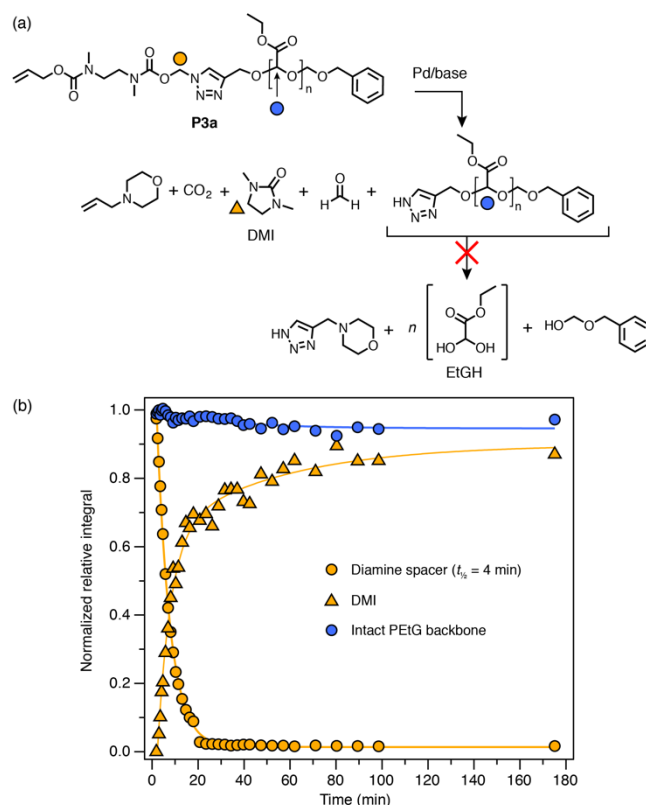 (a)
P3a
Pd/base
+ CO2 +
+
+
DMI
+ n
+
EtGH
(b)
Normalized relative integral
1.0
0.8
0.6
0.4
0.2
0.0
Diamine spacer (t½ = 4 min)
DMI
Intact PEtG backbone
0 20 40 60 80 100 120 140 160 180
Time (min)